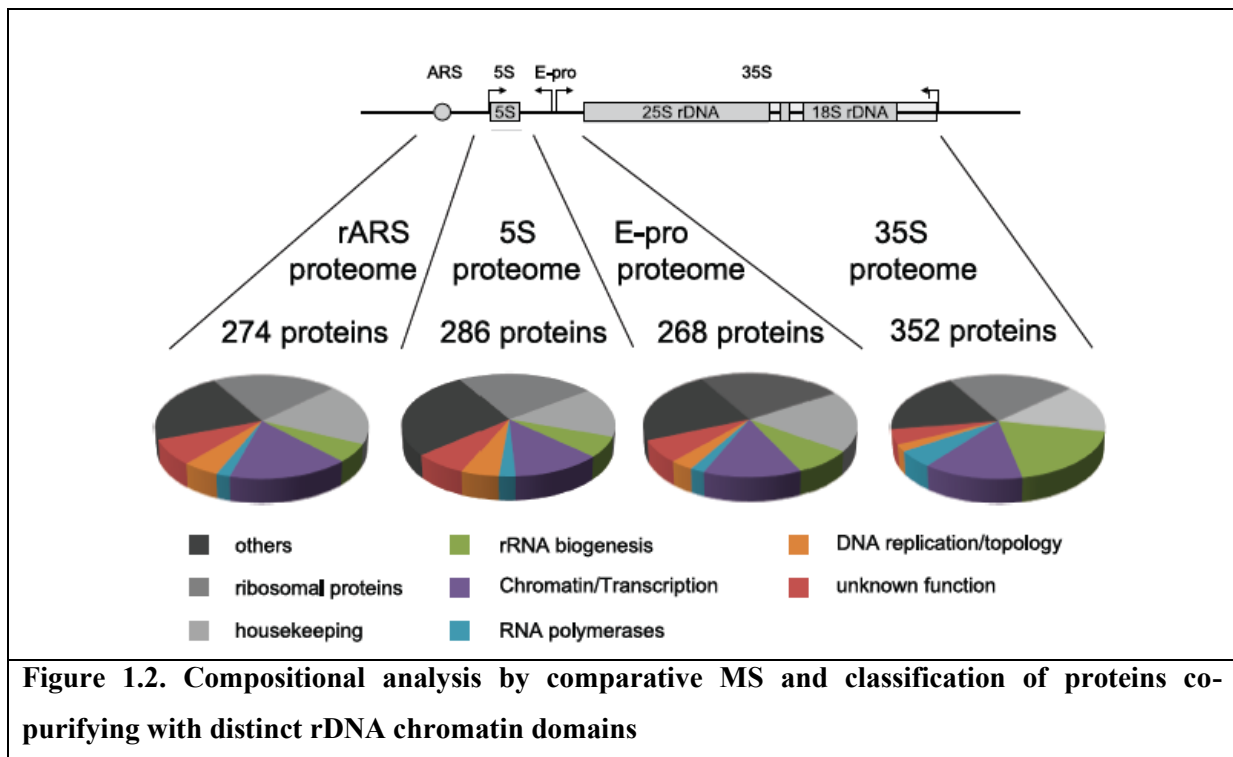 ARS 5S E-pro 35S
5S 25S rDNA 18S rDNA
rARS 5S E-pro 35S
proteome proteome proteome proteome
274 proteins 286 proteins 268 proteins 352 proteins
others rRNA biogenesis DNA replication/topology
ribosomal proteins Chromatin/Transcription unknown function
housekeeping RNA polymerases
Figure 1.2. Compositional analysis by comparative MS and classification of proteins co-
purifying with distinct rDNA chromatin domains